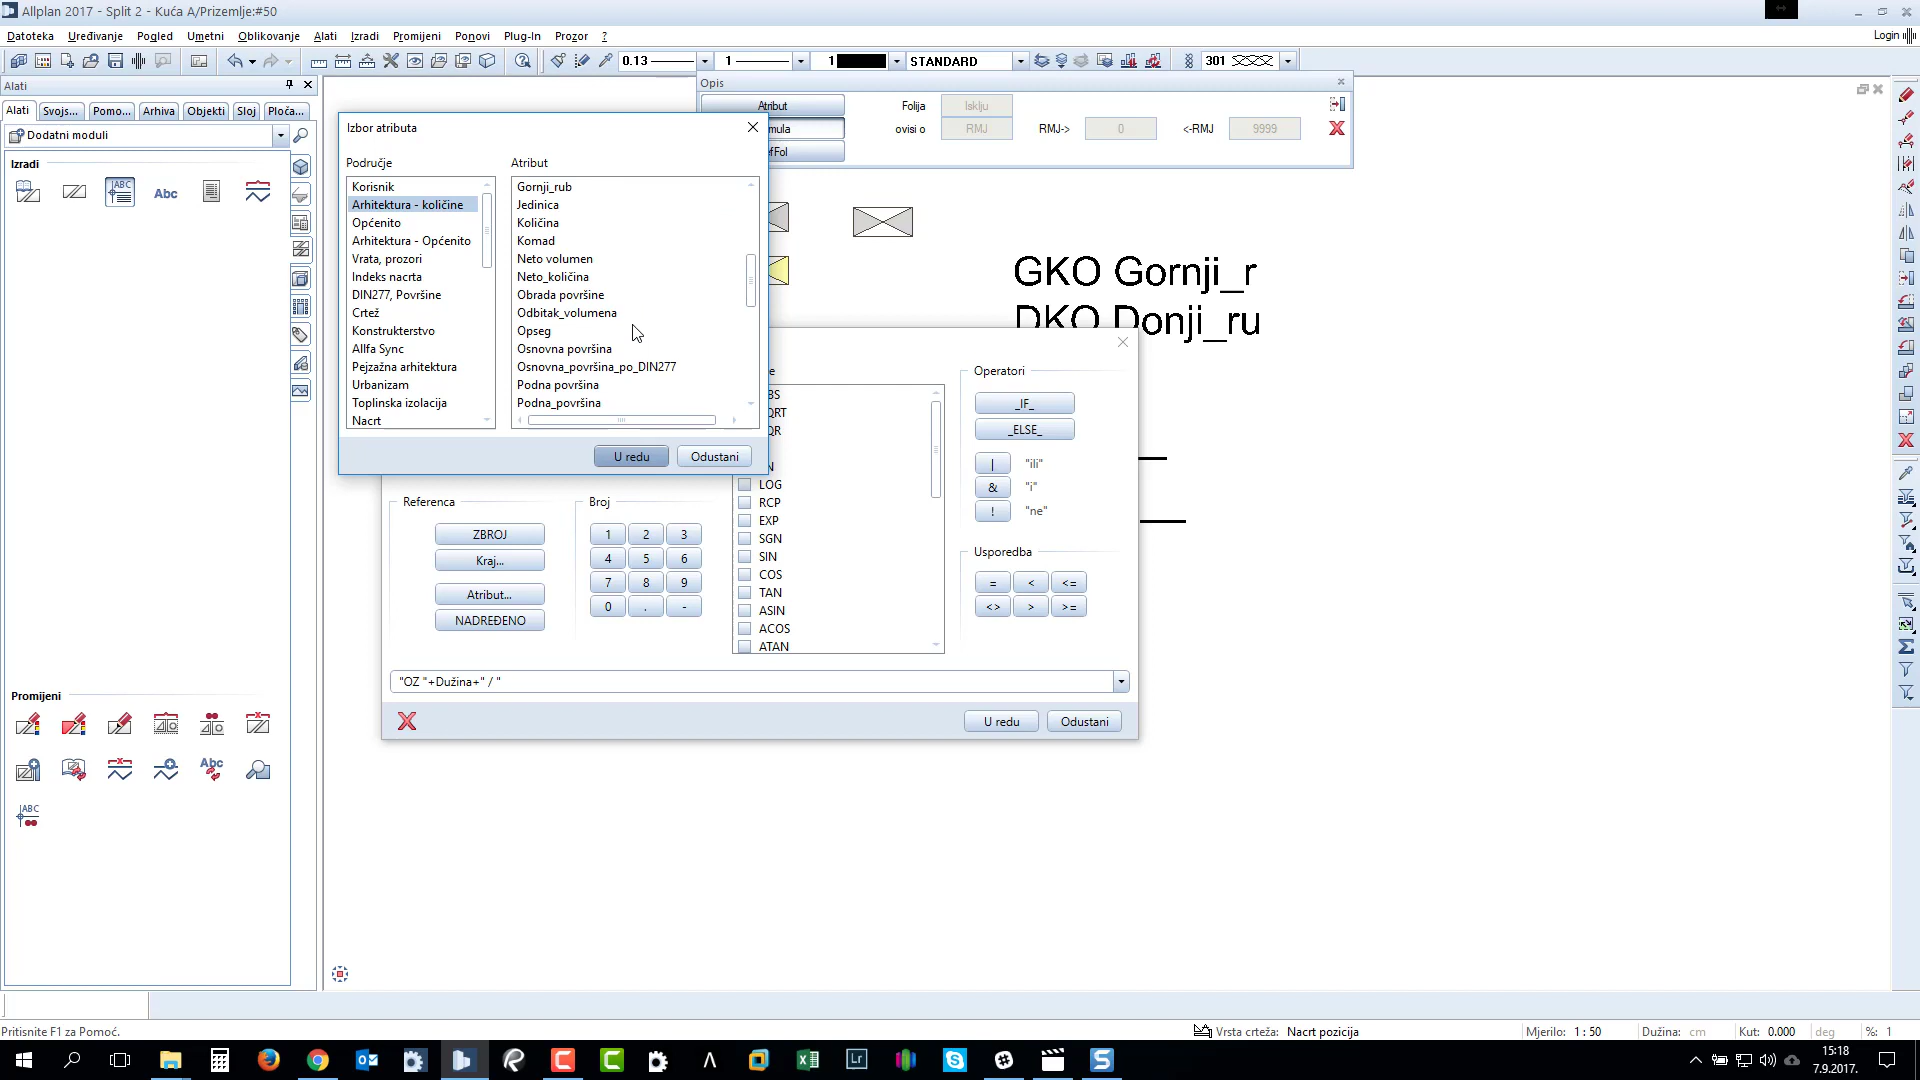 Allplan 2017 - Split 2 - Kuća A/Prizemlje:#50
Datoteka Uređivanje Pogled Umetni Oblikovanje Alati Izradi Promijeni Ponovi Plug-In Prozor ?
Login
0.13 1 1 STANDARD 301
Alati
Alati Svojs... Pomo... Arhiva Objekti Sloj Ploča...
Dodatni moduli
Izradi
ABC Abc
Promijeni
Abc
ABC
Opis
Atribut Folija Isklju
mula ovisi o RMJ RMJ-> 0 <-RMJ 9999
efFol
Izbor atributa
Područje Atribut
Korisnik
Arhitektura - količine
Općenito
Arhitektura - Općenito
Vrata, prozori
Indeks nacrta
DIN277, Površine
Crtež
Konstrukterstvo
Allfa Sync
Pejzažna arhitektura
Urbanizam
Toplinska izolacija
Nacrt
Gornji_rub
Jedinica
Količina
Komad
Neto volumen
Neto_količina
Obrada površine
Odbitak_volumena
Opseg
Osnovna površina
Osnovna_površina_po_DIN277
Podna površina
Podna_površina
U redu Odustani
GKO Gornji_r
DKO Donji_ru
Referenca
ZBROJ
Kraj...
Atribut...
NADREĐENO
Broj
1 2 3
4 5 6
7 8 9
0 . -
e
BS
QRT
QR
N
LOG
RCP
EXP
SGN
SIN
COS
TAN
ASIN
ACOS
ATAN
Operatori
_IF_
_ELSE_
| "ili"
& "i"
! "ne"
Usporedba
= < <=
<> > >=
"OZ "+Dužina+" / "
U redu Odustani
Pritisnite F1 za Pomoć.
Vrsta crteža: Nacrt pozicija Mjerilo: 1 : 50 Dužina: cm Kut: 0.000 deg %: 1
15:18
7.9.2017.